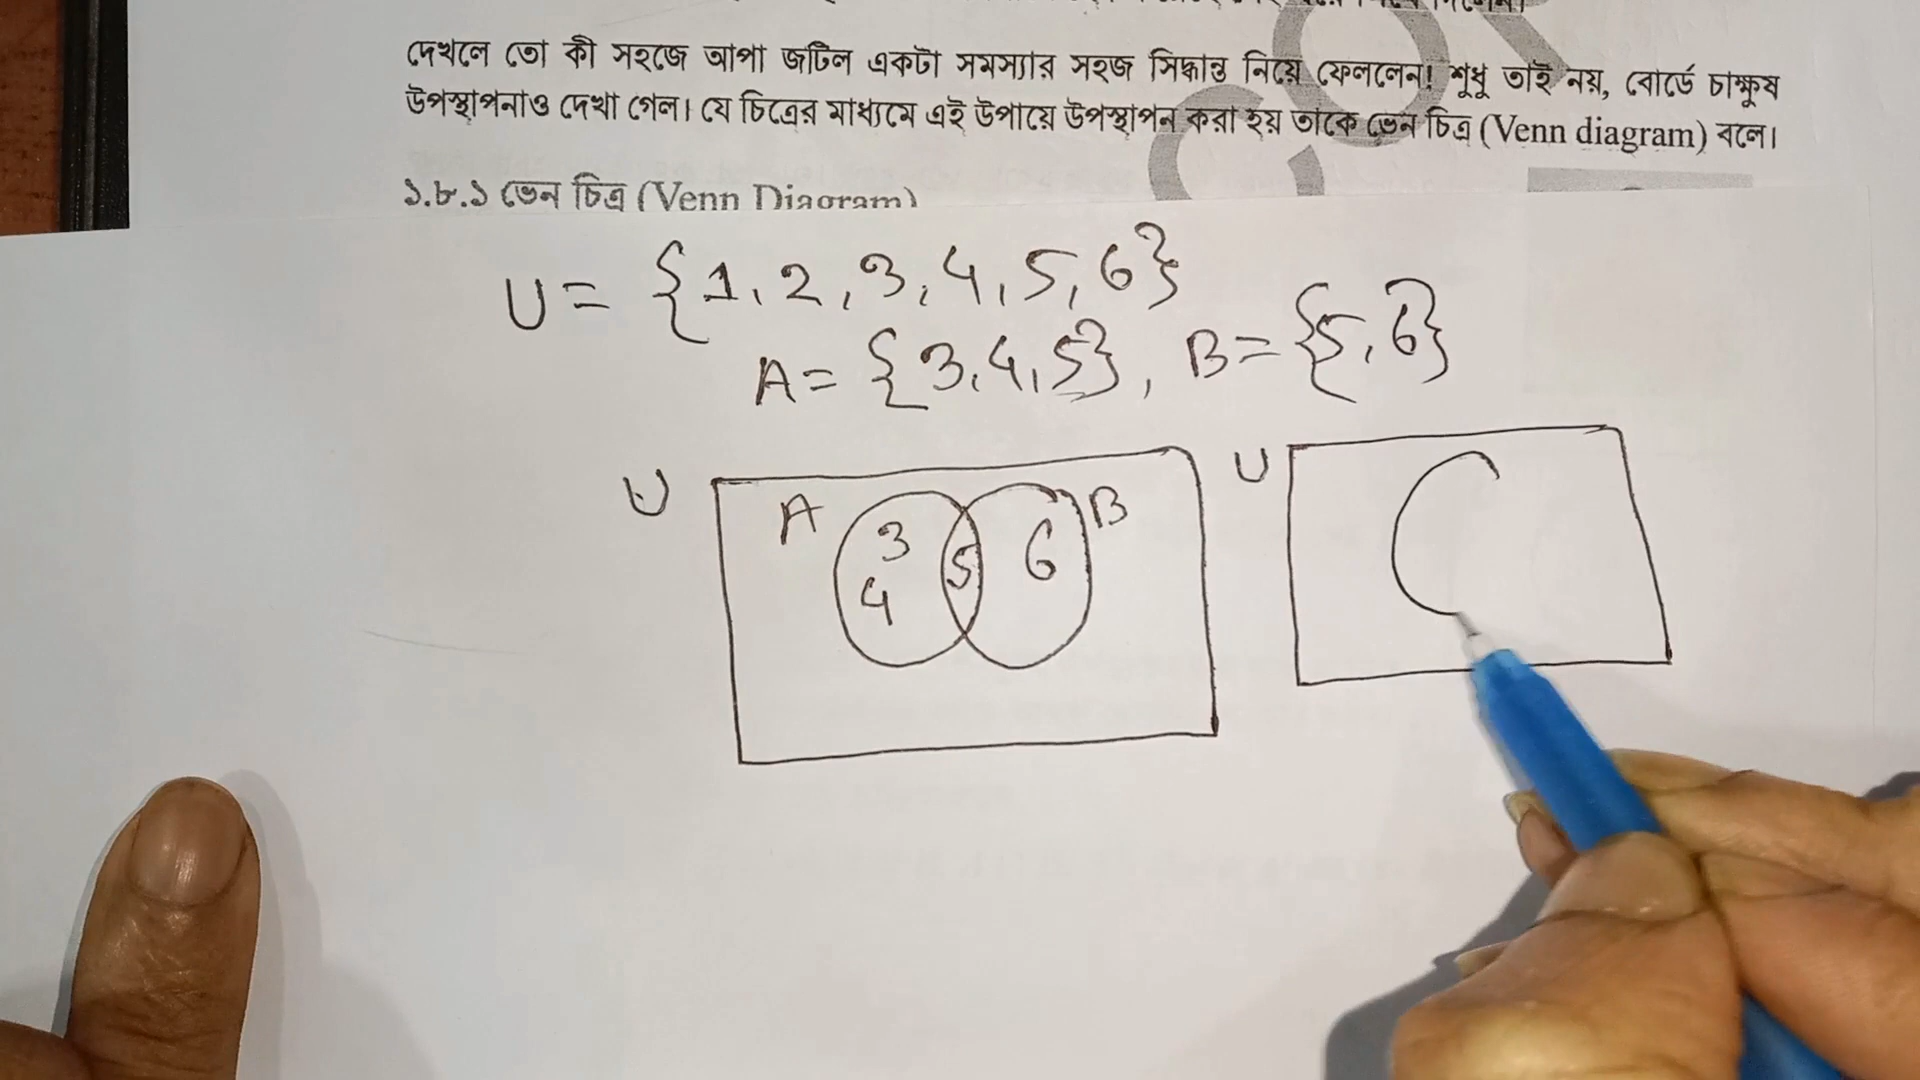 দেখলে তো কী সহজে আপা জটিল একটা সমস্যার সহজ সিদ্ধান্ত নিয়ে ফেললেন! শুধু তাই নয়, বোর্ডে চাক্ষুষ
উপস্থাপনাও দেখা গেল। যে চিত্রের মাধ্যমে এই উপায়ে উপস্থাপন করা হয় তাকে ভেন চিত্র (Venn diagram) বলে।
১.৮.১ ভেন চিত্র (Venn Diagram)
U = {1, 2, 3, 4, 5, 6}
A = {3, 4, 5}, B = {5, 6}
U A 3 4 5 6 B
U